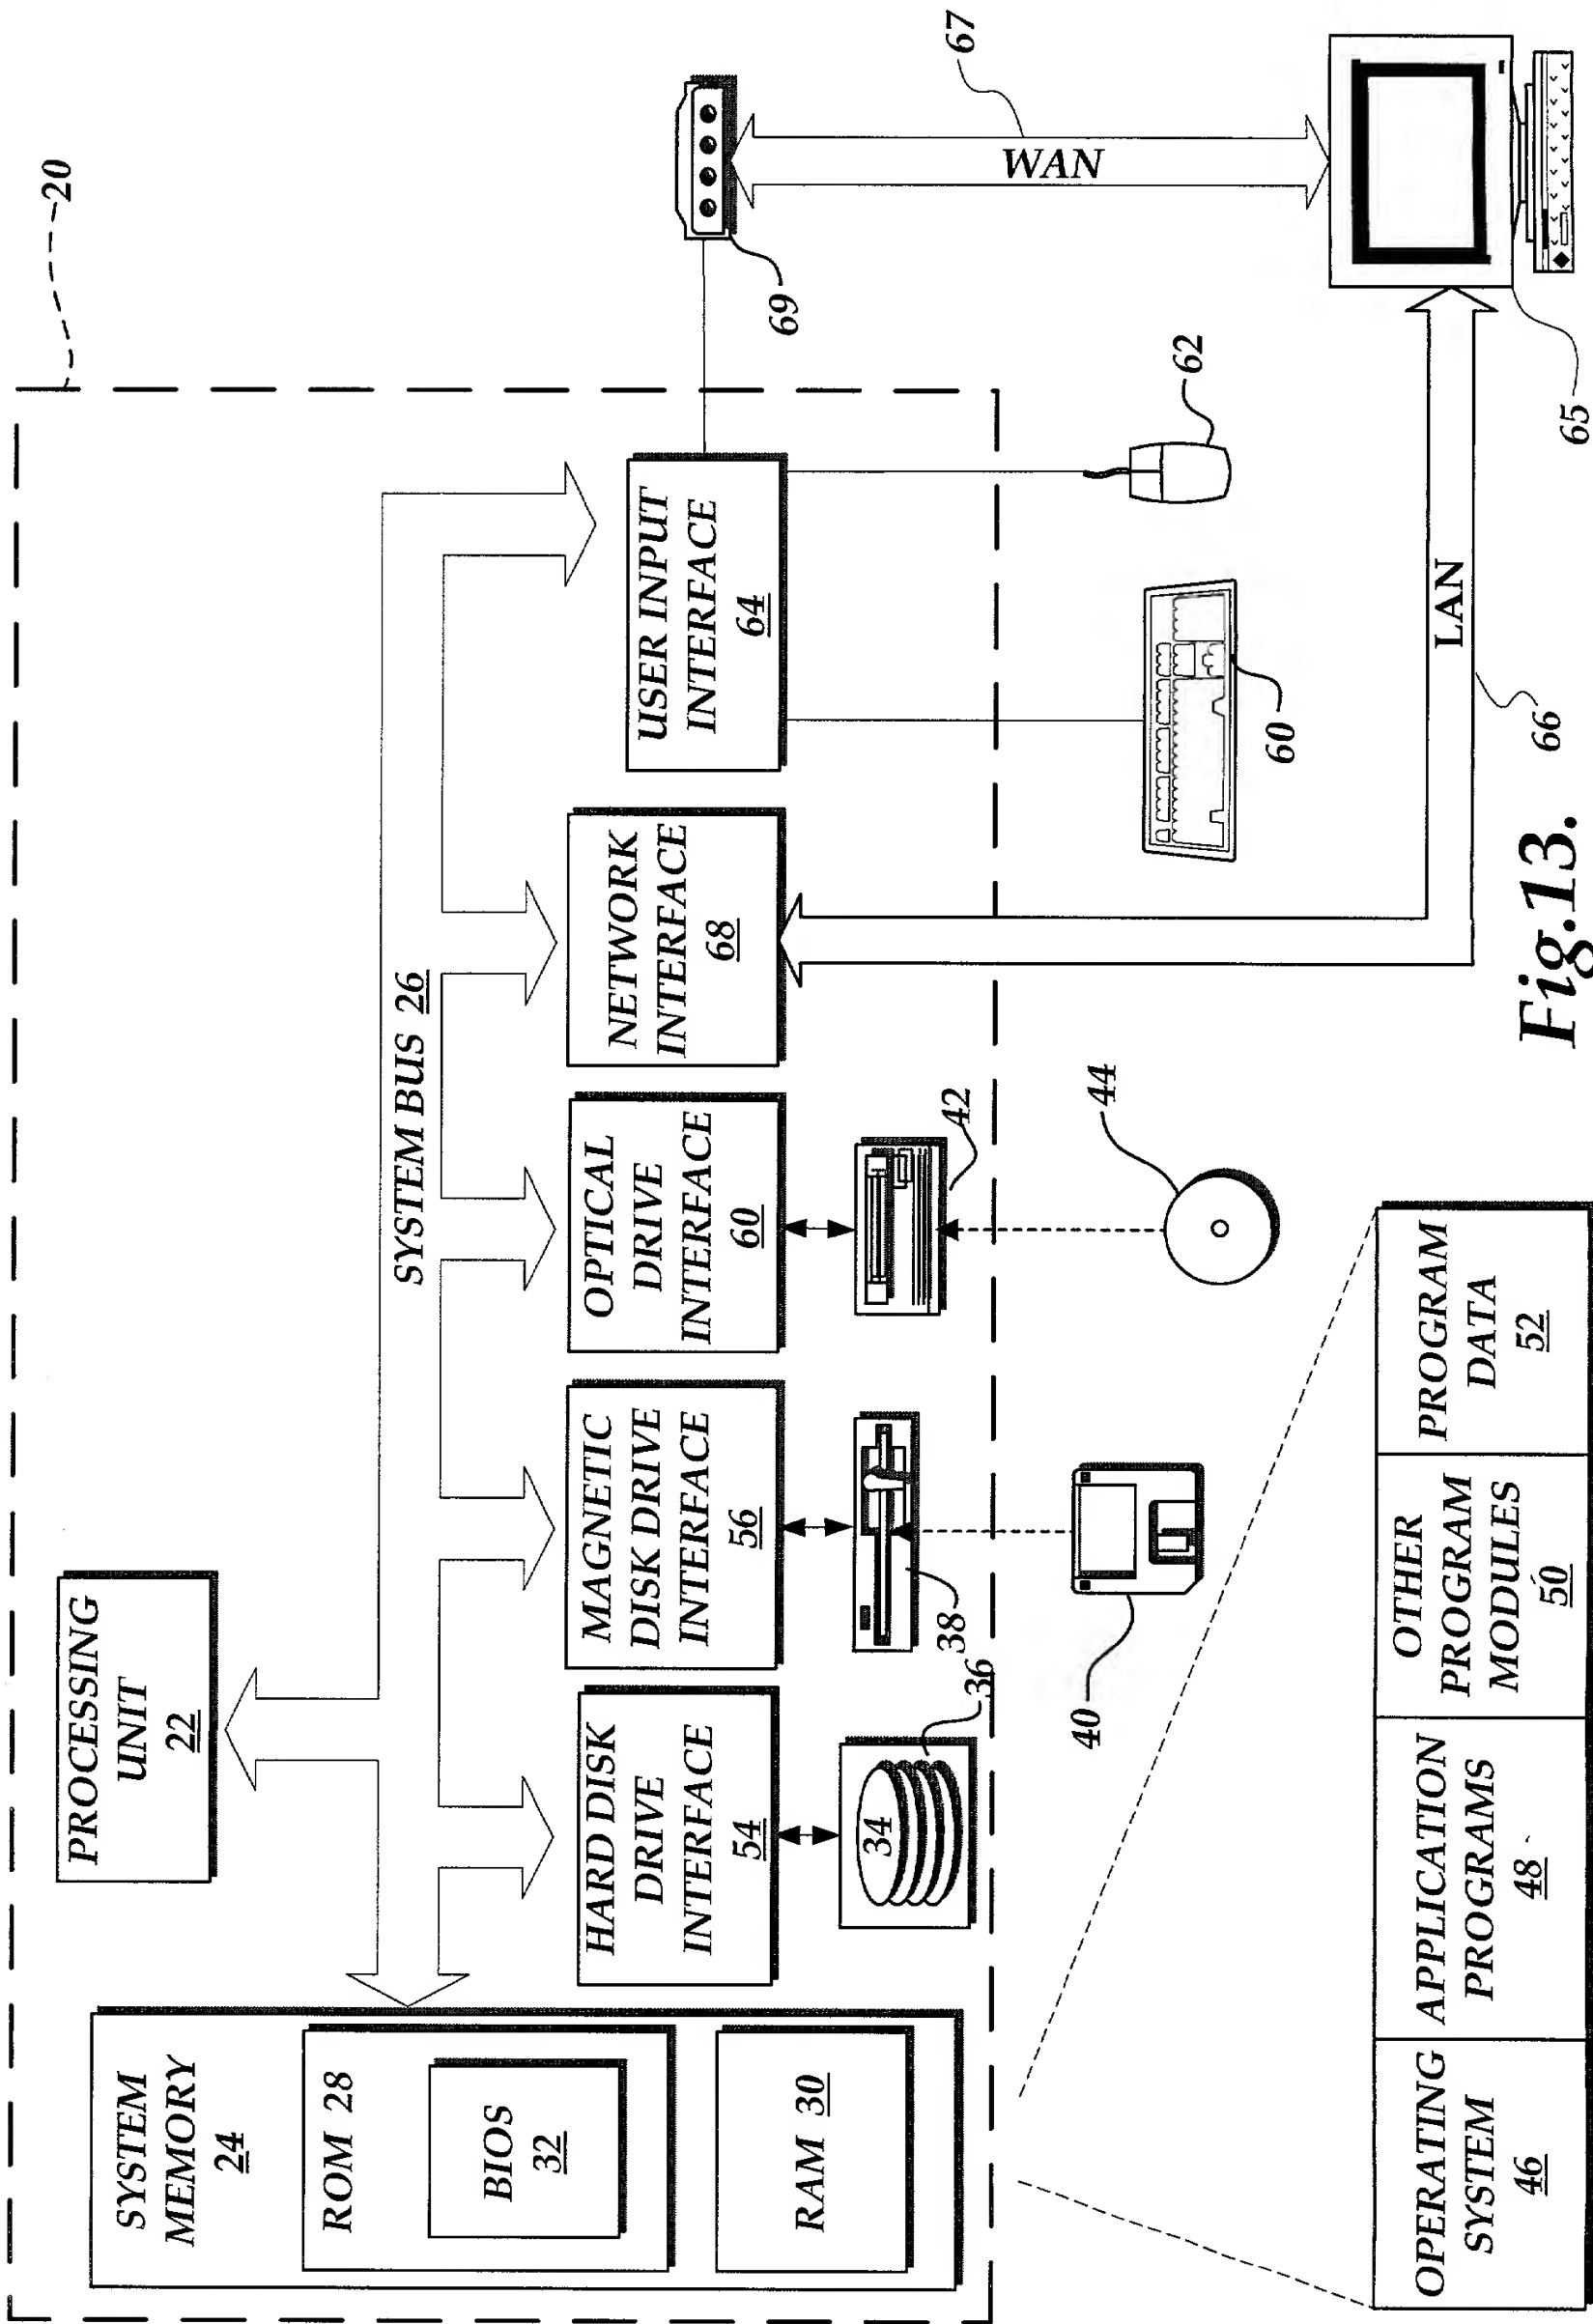 20
PROCESSING
UNIT
22
SYSTEM BUS 26
SYSTEM
MEMORY
24
ROM 28
BIOS
32
RAM 30
HARD DISK
DRIVE
INTERFACE
54
MAGNETIC
DISK DRIVE
INTERFACE
56
OPTICAL
DRIVE
INTERFACE
60
NETWORK
INTERFACE
68
USER INPUT
INTERFACE
64
34
36
38
42
40
44
60
62
69
WAN
67
LAN
66
65
OPERATING
SYSTEM
46
APPLICATION
PROGRAMS
48
OTHER
PROGRAM
MODULES
50
PROGRAM
DATA
52
Fig.13.